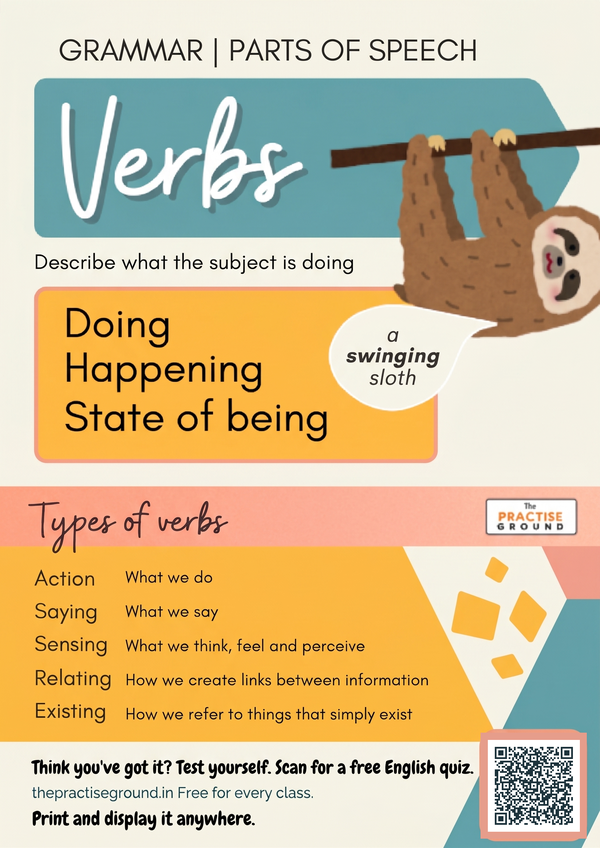 GRAMMAR | PARTS OF SPEECH
Verbs
Describe what the subject is doing
Doing
Happening
State of being
a
swinging
sloth
Types of verbs
The
PRACTISE
GROUND
Action What we do
Saying What we say
Sensing What we think, feel and perceive
Relating How we create links between information
Existing How we refer to things that simply exist
Think you've got it? Test yourself. Scan for a free English quiz.
thepractiseground.in Free for every class.
Print and display it anywhere.